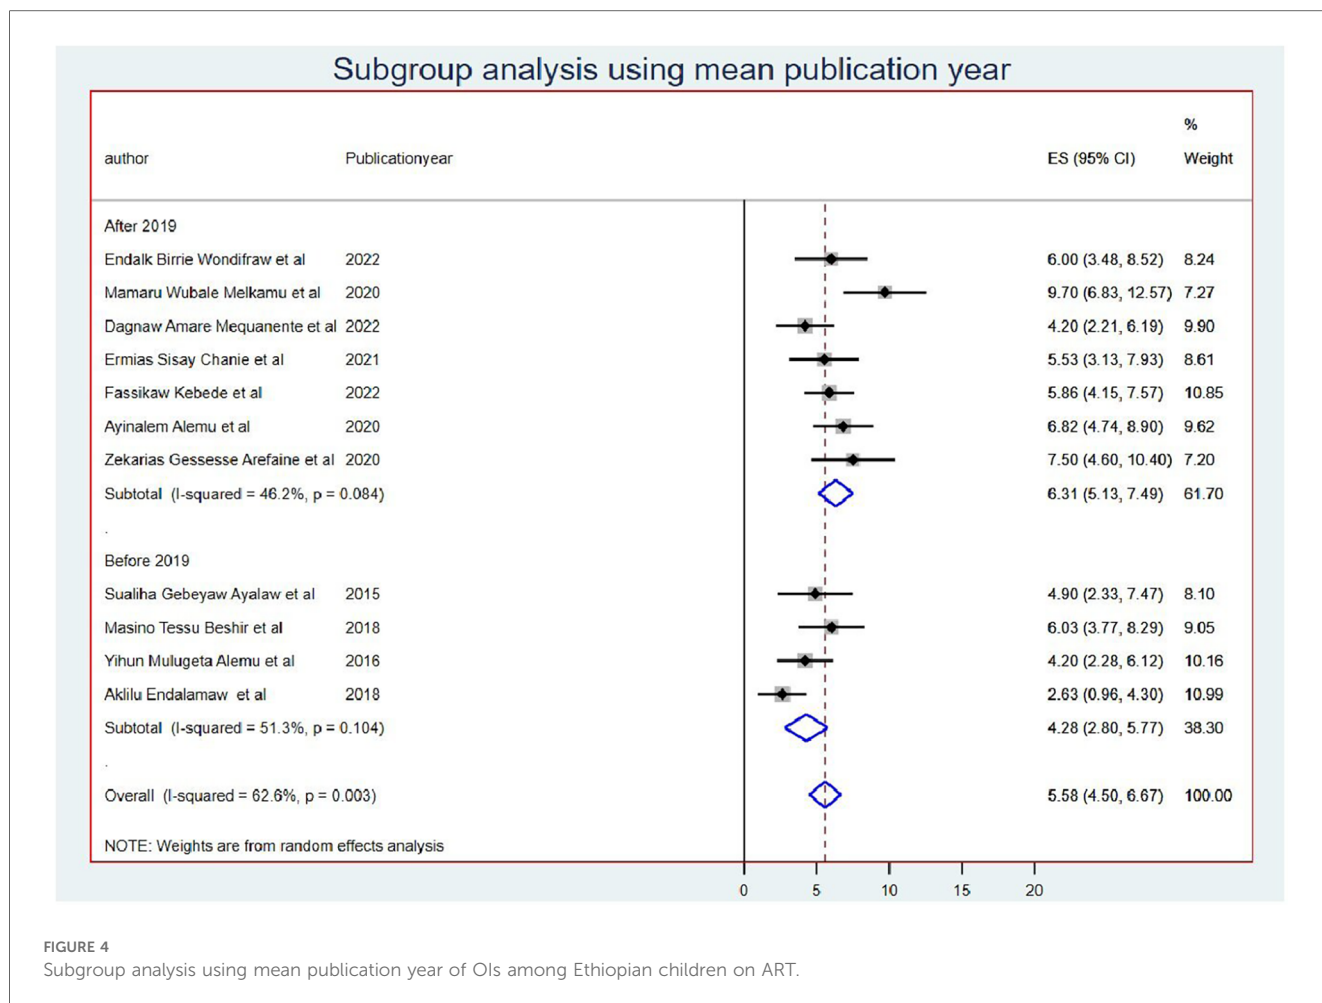 Subgroup analysis using mean publication year
%
author Publicationyear ES (95% CI) Weight
After 2019
Endalk Birrie Wondifraw et al 2022 6.00 (3.48, 8.52) 8.24
Mamaru Wubale Melkamu et al 2020 9.70 (6.83, 12.57) 7.27
Dagnaw Amare Mequanente et al 2022 4.20 (2.21, 6.19) 9.90
Ermias Sisay Chanie et al 2021 5.53 (3.13, 7.93) 8.61
Fassikaw Kebede et al 2022 5.86 (4.15, 7.57) 10.85
Ayinalem Alemu et al 2020 6.82 (4.74, 8.90) 9.62
Zekarias Gessesse Arefaine et al 2020 7.50 (4.60, 10.40) 7.20
Subtotal (I-squared = 46.2%, p = 0.084) 6.31 (5.13, 7.49) 61.70
.
Before 2019
Sualiha Gebeyaw Ayalaw et al 2015 4.90 (2.33, 7.47) 8.10
Masino Tessu Beshir et al 2018 6.03 (3.77, 8.29) 9.05
Yihun Mulugeta Alemu et al 2016 4.20 (2.28, 6.12) 10.16
Aklilu Endalamaw et al 2018 2.63 (0.96, 4.30) 10.99
Subtotal (I-squared = 51.3%, p = 0.104) 4.28 (2.80, 5.77) 38.30
.
Overall (I-squared = 62.6%, p = 0.003) 5.58 (4.50, 6.67) 100.00
NOTE: Weights are from random effects analysis
0 5 10 15 20
FIGURE 4
Subgroup analysis using mean publication year of OIs among Ethiopian children on ART.